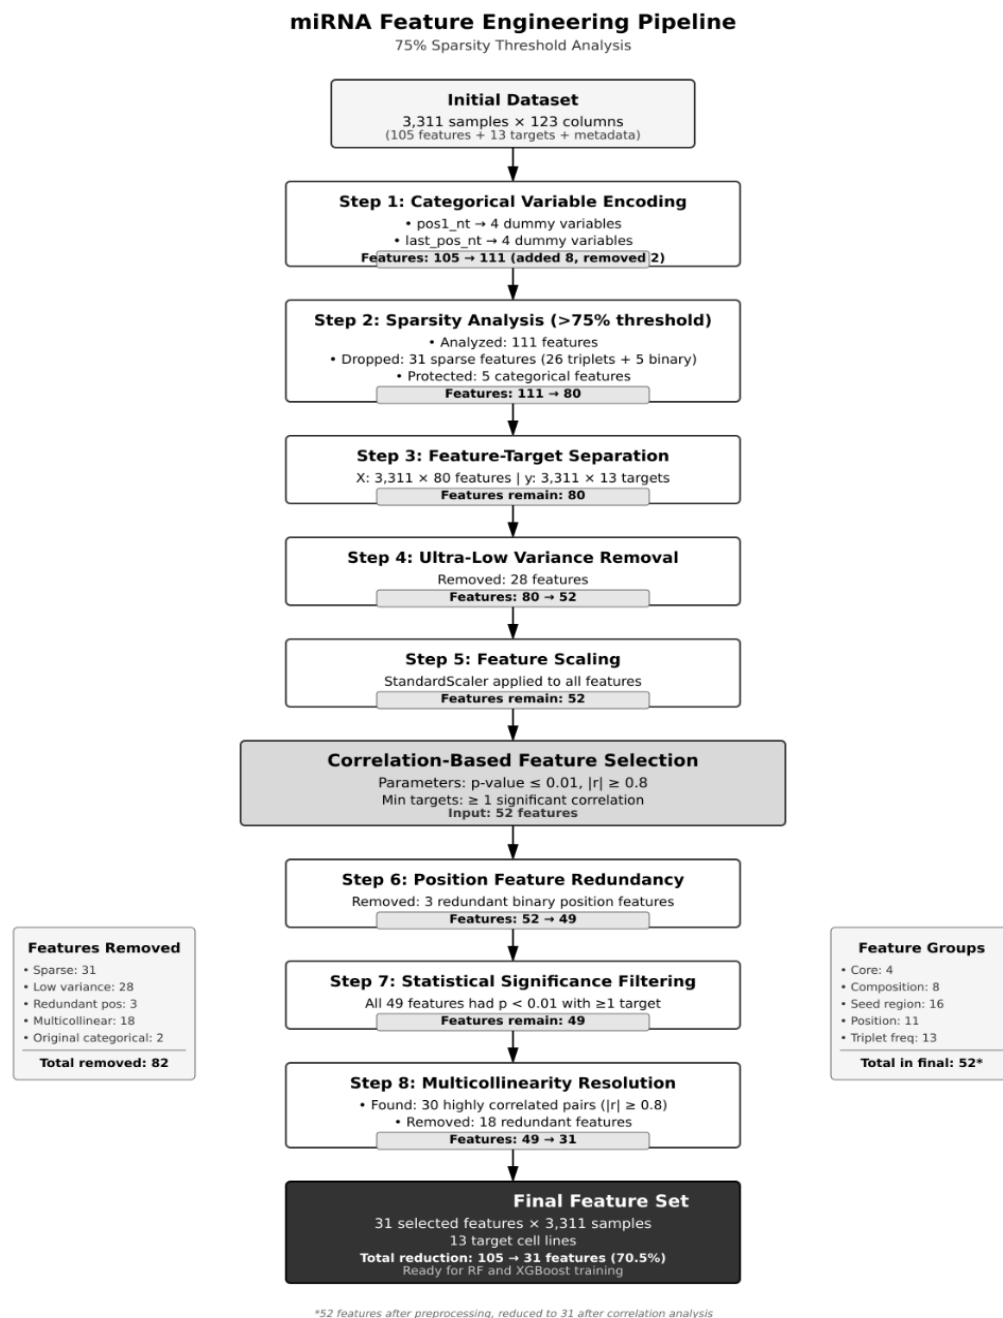 miRNA Feature Engineering Pipeline
75% Sparsity Threshold Analysis
Initial Dataset
3,311 samples × 123 columns
(105 features + 13 targets + metadata)
Step 1: Categorical Variable Encoding
• pos1_nt → 4 dummy variables
• last_pos_nt → 4 dummy variables
Features: 105 → 111 (added 8, removed 2)
Step 2: Sparsity Analysis (>75% threshold)
• Analyzed: 111 features
• Dropped: 31 sparse features (26 triplets + 5 binary)
• Protected: 5 categorical features
Features: 111 → 80
Step 3: Feature-Target Separation
X: 3,311 × 80 features | y: 3,311 × 13 targets
Features remain: 80
Step 4: Ultra-Low Variance Removal
Removed: 28 features
Features: 80 → 52
Step 5: Feature Scaling
StandardScaler applied to all features
Features remain: 52
Correlation-Based Feature Selection
Parameters: p-value ≤ 0.01, |r| ≥ 0.8
Min targets: ≥ 1 significant correlation
Input: 52 features
Step 6: Position Feature Redundancy
Removed: 3 redundant binary position features
Features: 52 → 49
Features Removed
• Sparse: 31
• Low variance: 28
• Redundant pos: 3
• Multicollinear: 18
• Original categorical: 2
Total removed: 82
Feature Groups
• Core: 4
• Composition: 8
• Seed region: 16
• Position: 11
• Triplet freq: 13
Total in final: 52*
Step 7: Statistical Significance Filtering
All 49 features had p < 0.01 with ≥1 target
Features remain: 49
Step 8: Multicollinearity Resolution
• Found: 30 highly correlated pairs (|r| ≥ 0.8)
• Removed: 18 redundant features
Features: 49 → 31
Final Feature Set
31 selected features × 3,311 samples
13 target cell lines
Total reduction: 105 → 31 features (70.5%)
Ready for RF and XGBoost training
*52 features after preprocessing, reduced to 31 after correlation analysis